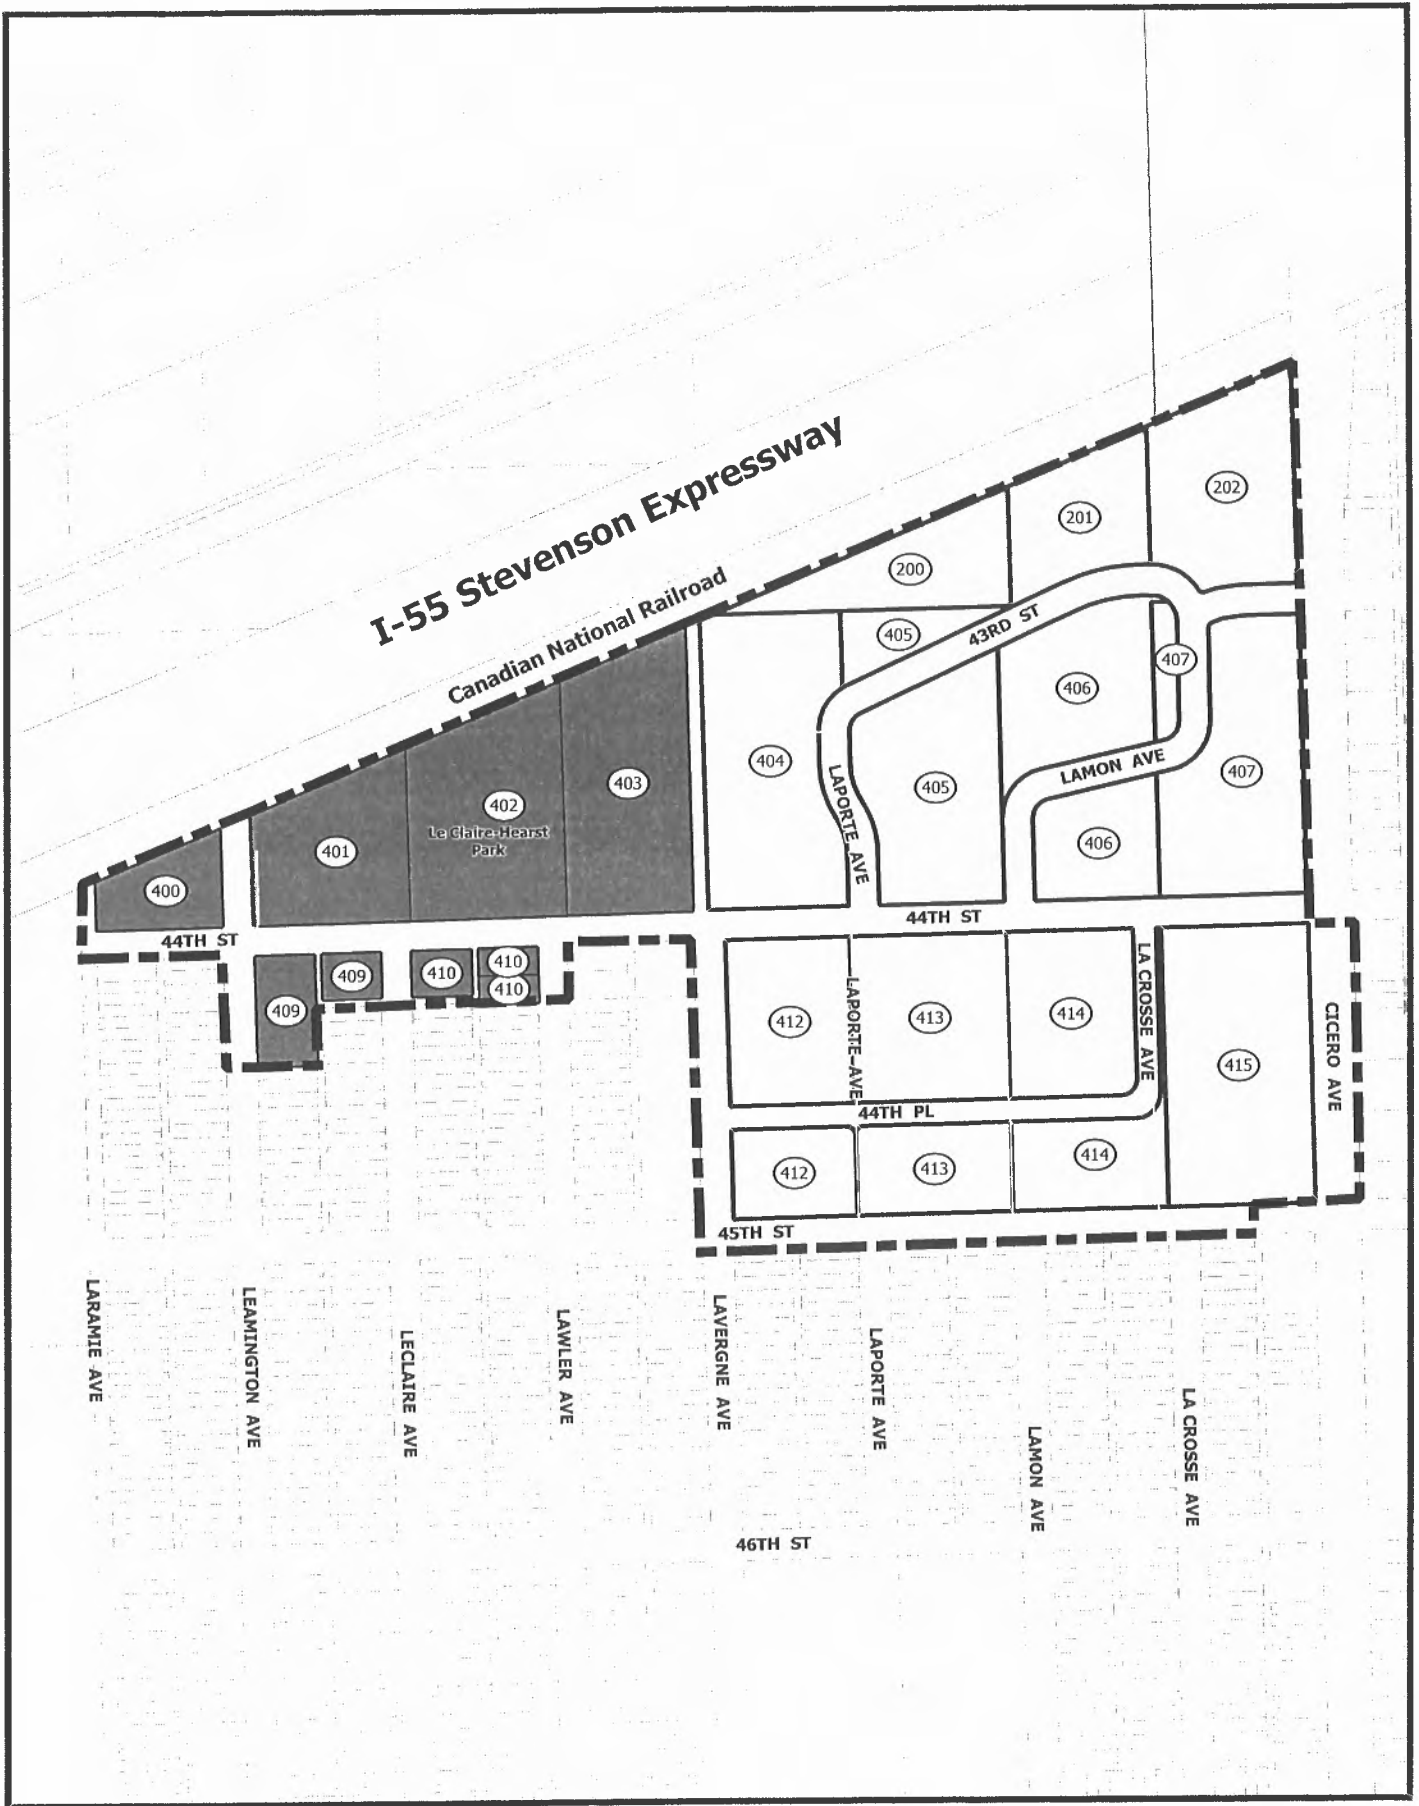 I-55 Stevenson Expressway
Canadian National Railroad
202
201
200
405
43RD ST
407
406
404
LAPORTE AVE
405
LAMON AVE
407
403
402
Le Claire-Hearst
Park
401
406
400
44TH ST
44TH ST
409
409
410
410
410
412
LAPORTE-AVE
413
414
LA CROSSE AVE
415
CICERO AVE
44TH PL
412
413
414
45TH ST
LARAMIE AVE
LEAMINGTON AVE
LECLAIRE AVE
LAWLER AVE
LAVERGNE AVE
LAPORTE AVE
LAMON AVE
LA CROSSE AVE
46TH ST